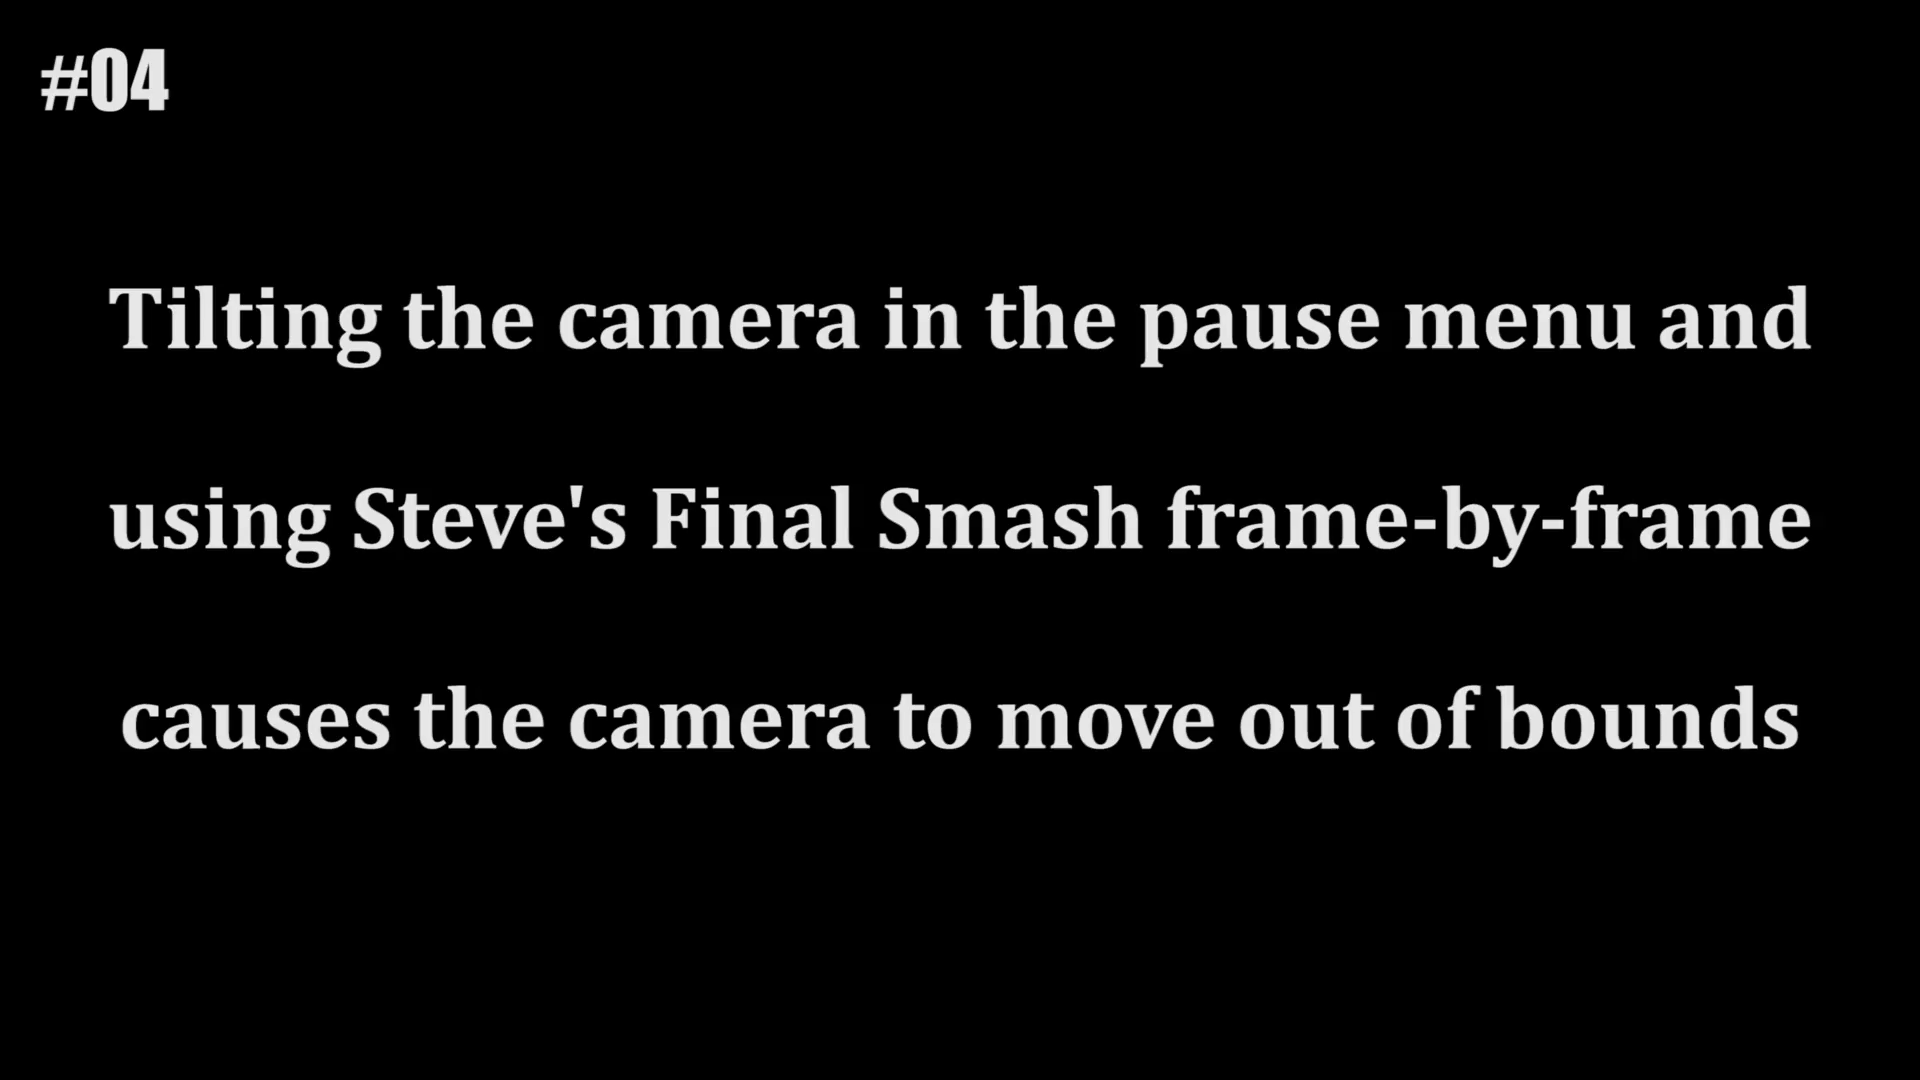 #04
Tilting the camera in the pause menu and
using Steve's Final Smash frame-by-frame
causes the camera to move out of bounds